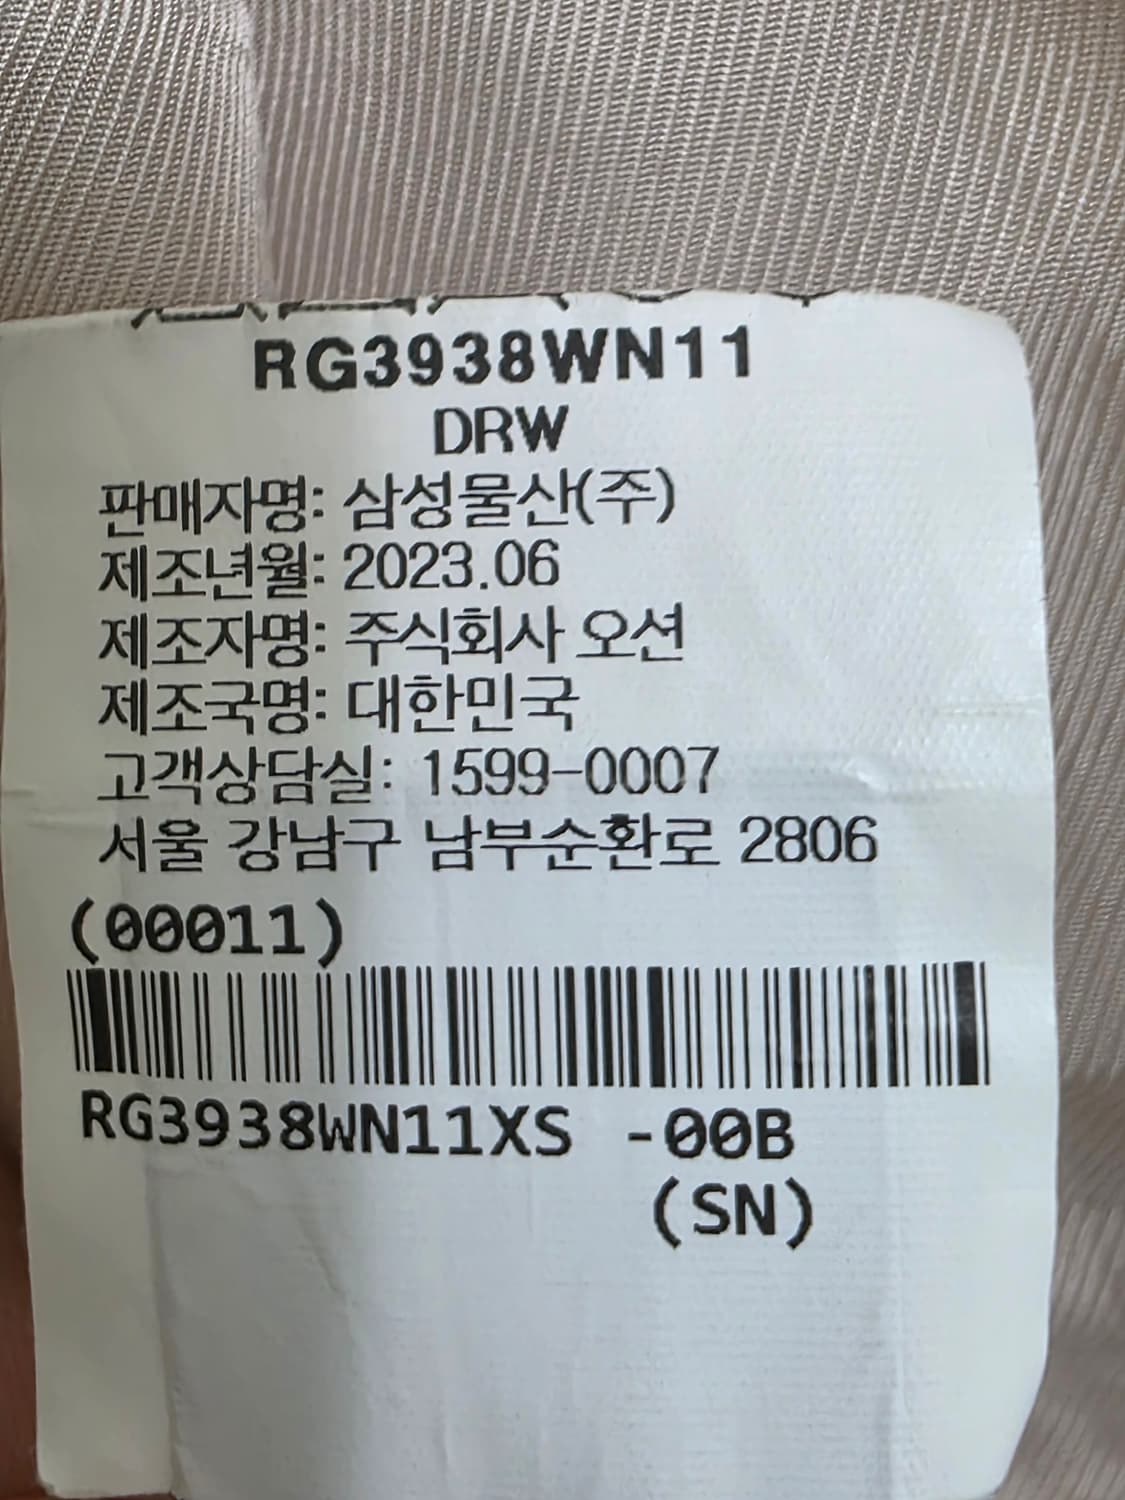 RG3938WN11
DRW
판매자명: 삼성물산(주)
제조년월: 2023.06
제조자명: 주식회사 오션
제조국명: 대한민국
고객상담실: 1599-0007
서울 강남구 남부순환로 2806
(00011)
RG3938WN11XS -00B
(SN)